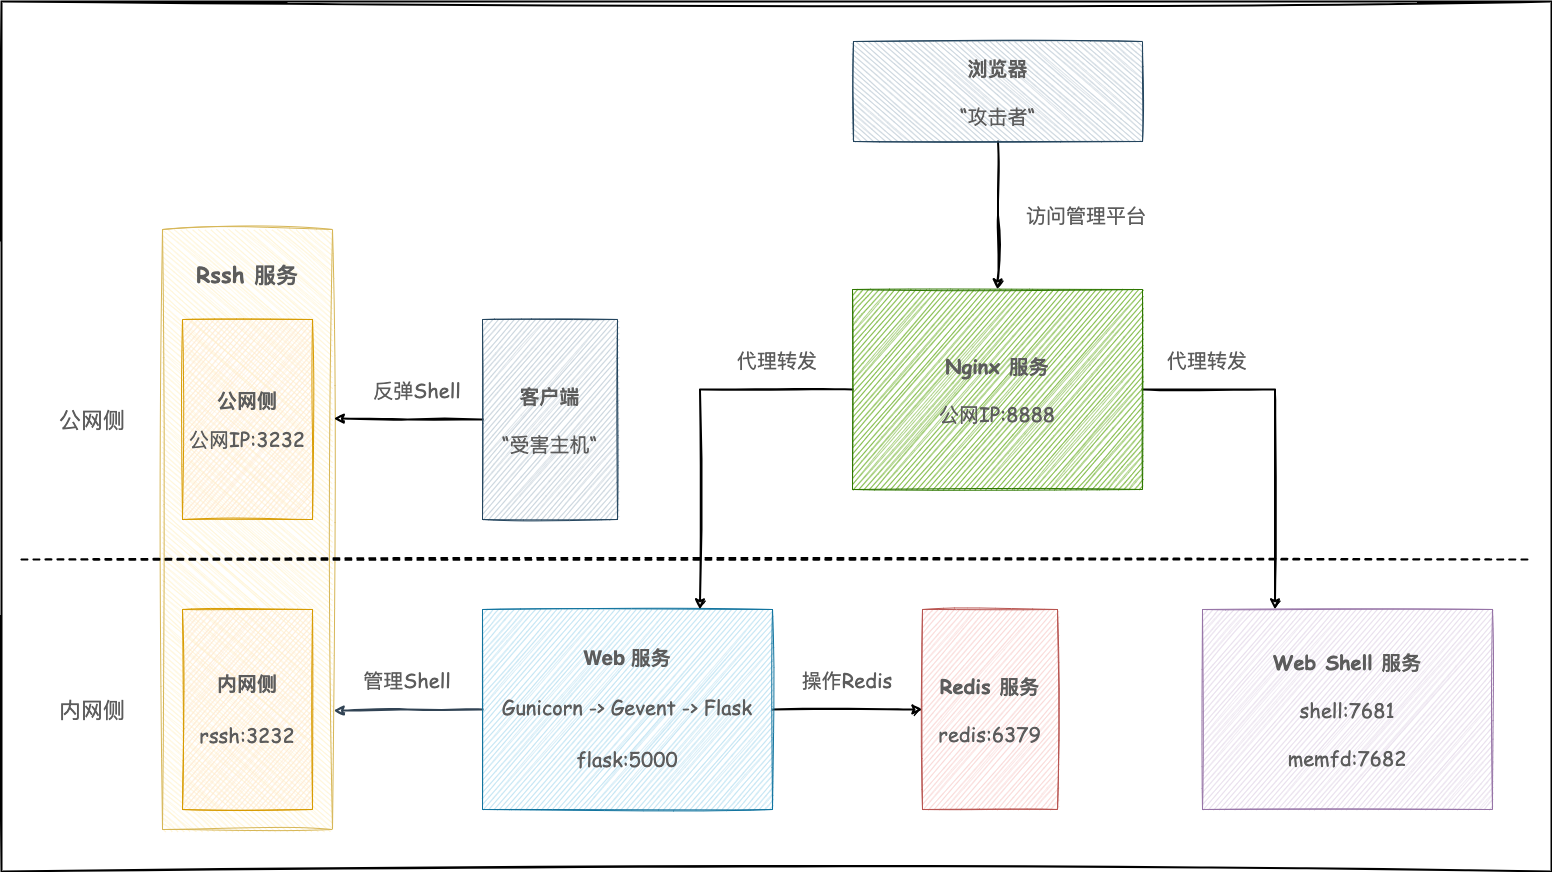 浏览器
“攻击者“
访问管理平台
Rssh 服务
公网侧
公网侧
公网IP:3232
反弹Shell
客户端
“受害主机“
代理转发
Nginx 服务
公网IP:8888
代理转发
内网侧
内网侧
rssh:3232
管理Shell
Web 服务
Gunicorn -> Gevent -> Flask
flask:5000
操作Redis
Redis 服务
redis:6379
Web Shell 服务
shell:7681
memfd:7682